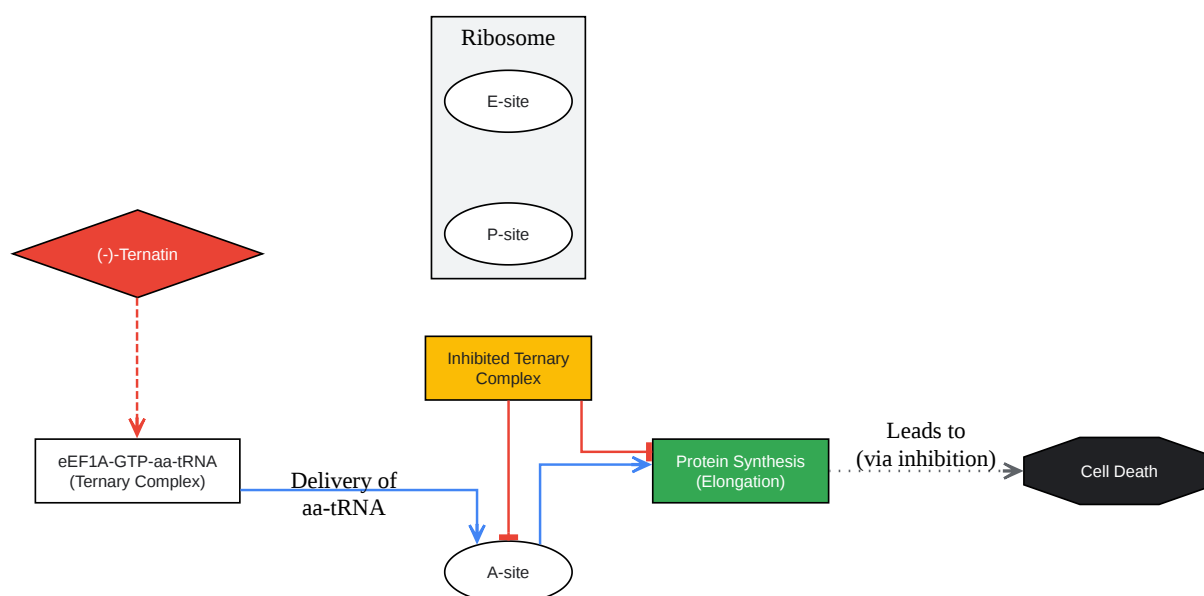 Ribosome
E-site
P-site
(-)-Ternatin
Inhibited Ternary
Complex
eEF1A-GTP-aa-tRNA
(Ternary Complex)
Delivery of
aa-tRNA
Protein Synthesis
(Elongation)
Leads to
(via inhibition)
Cell Death
A-site